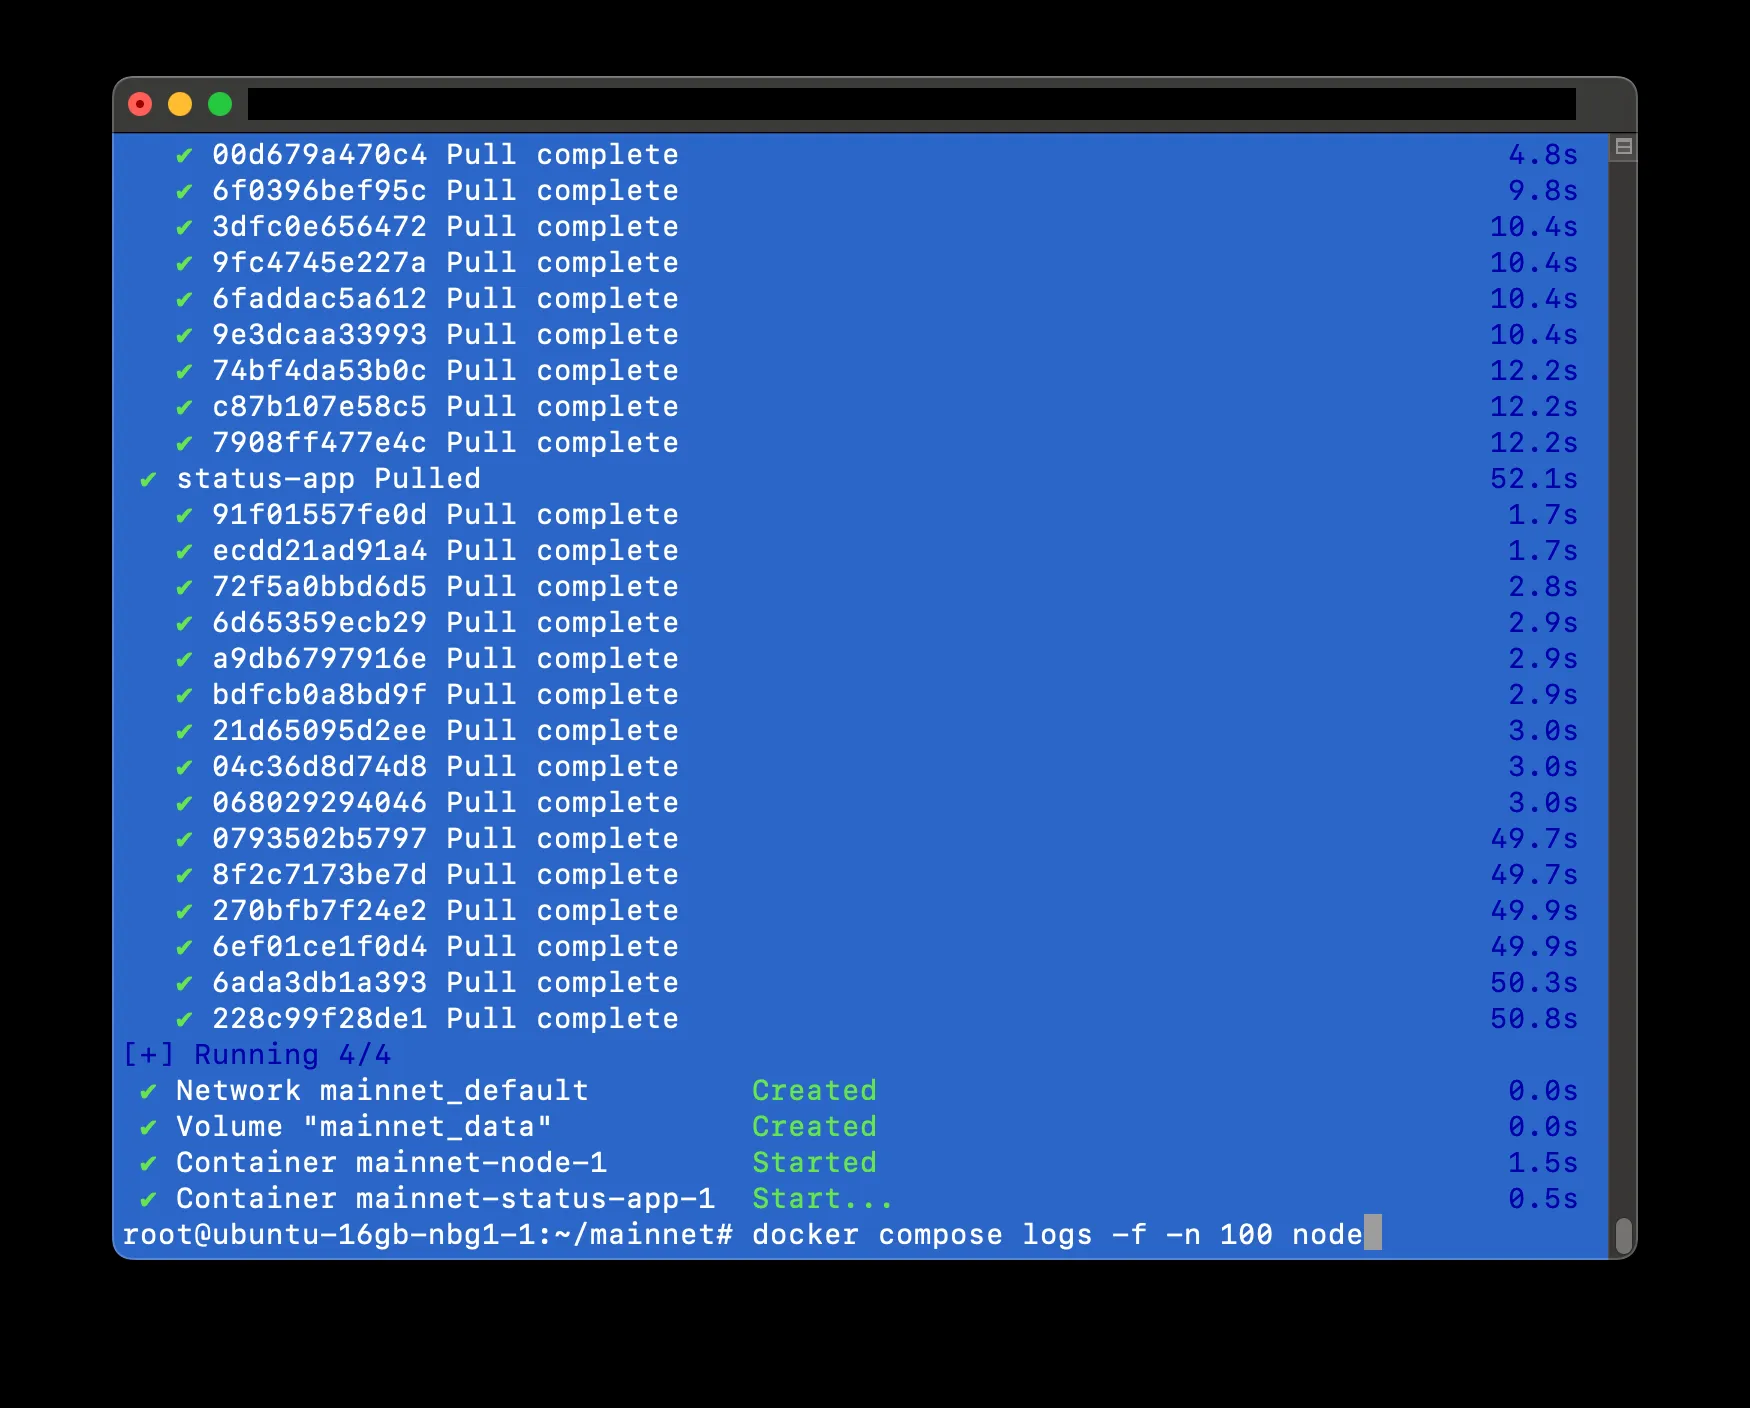 ✔ 00d679a470c4 Pull complete 4.8s
✔ 6f0396bef95c Pull complete 9.8s
✔ 3dfc0e656472 Pull complete 10.4s
✔ 9fc4745e227a Pull complete 10.4s
✔ 6faddac5a612 Pull complete 10.4s
✔ 9e3dcaa33993 Pull complete 10.4s
✔ 74bf4da53b0c Pull complete 12.2s
✔ c87b107e58c5 Pull complete 12.2s
✔ 7908ff477e4c Pull complete 12.2s
✔ status-app Pulled 52.1s
✔ 91f01557fe0d Pull complete 1.7s
✔ ecdd21ad91a4 Pull complete 1.7s
✔ 72f5a0bbd6d5 Pull complete 2.8s
✔ 6d65359ecb29 Pull complete 2.9s
✔ a9db6797916e Pull complete 2.9s
✔ bdfcb0a8bd9f Pull complete 2.9s
✔ 21d65095d2ee Pull complete 3.0s
✔ 04c36d8d74d8 Pull complete 3.0s
✔ 068029294046 Pull complete 3.0s
✔ 0793502b5797 Pull complete 49.7s
✔ 8f2c7173be7d Pull complete 49.7s
✔ 270bfb7f24e2 Pull complete 49.9s
✔ 6ef01ce1f0d4 Pull complete 49.9s
✔ 6ada3db1a393 Pull complete 50.3s
✔ 228c99f28de1 Pull complete 50.8s
[+] Running 4/4
✔ Network mainnet_default Created 0.0s
✔ Volume "mainnet_data" Created 0.0s
✔ Container mainnet-node-1 Started 1.5s
✔ Container mainnet-status-app-1 Start... 0.5s
root@ubuntu-16gb-nbg1-1:~/mainnet# docker compose logs -f -n 100 node